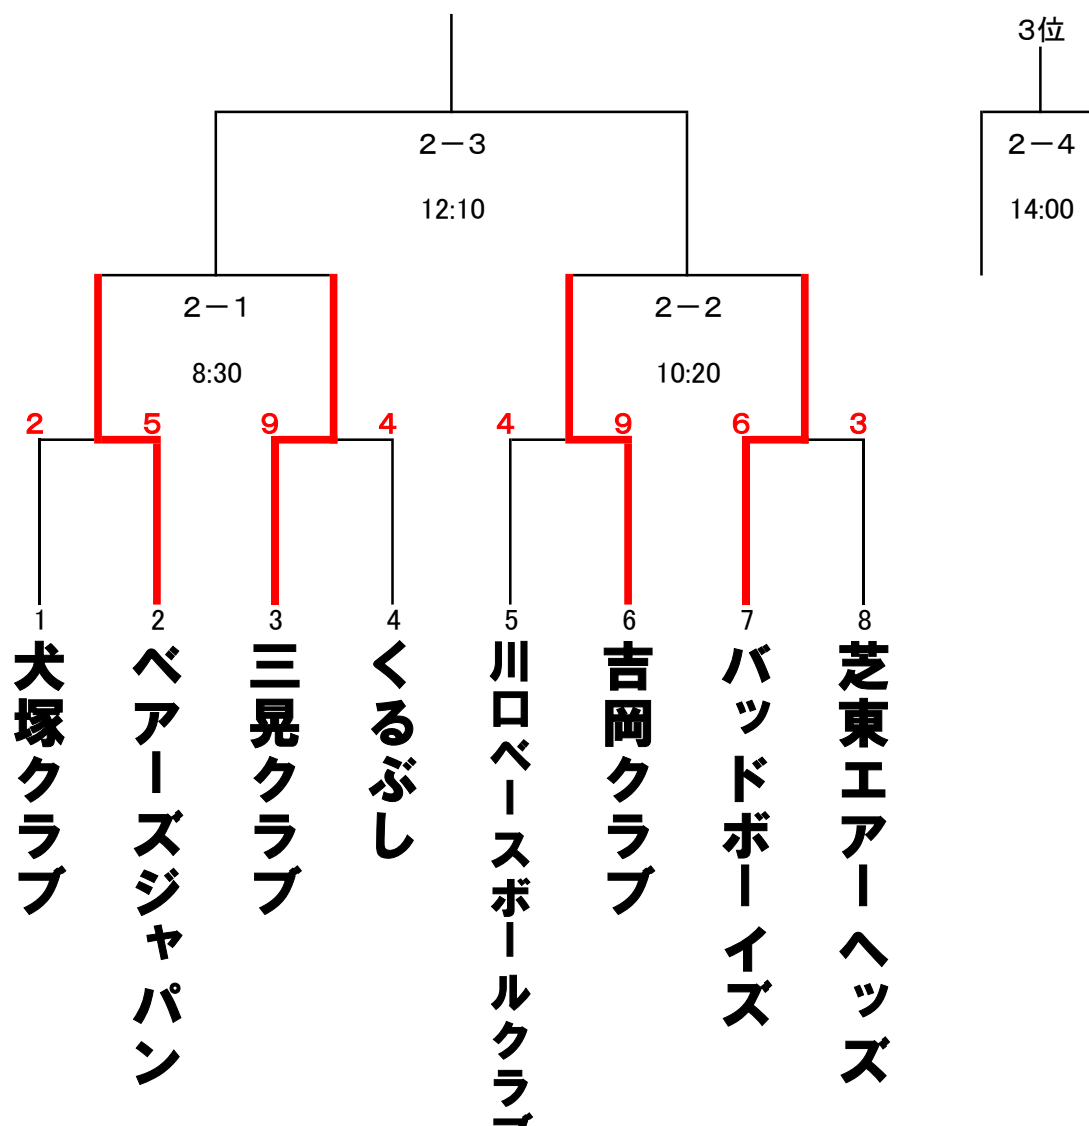 ３位
２－３
２－４
12:10
14:00
２－１
２－２
8:30
10:20
２
５
９
４
４
９
６
３
1
2
3
4
5
6
7
8
犬塚クラブ
ベアーズジャパン
三晃クラブ
くるぶし
川口ベースボールクラブ
吉岡クラブ
バッドボーイズ
芝東エアーヘッズ